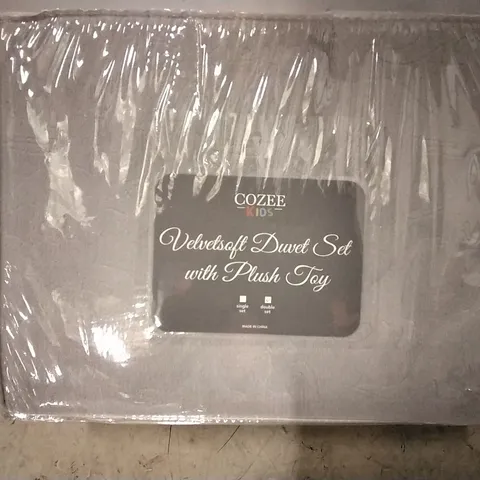 COZEE
KIDS
Velvetsoft Duvet Set
with Plush Toy
single double
set set
MADE IN CHINA